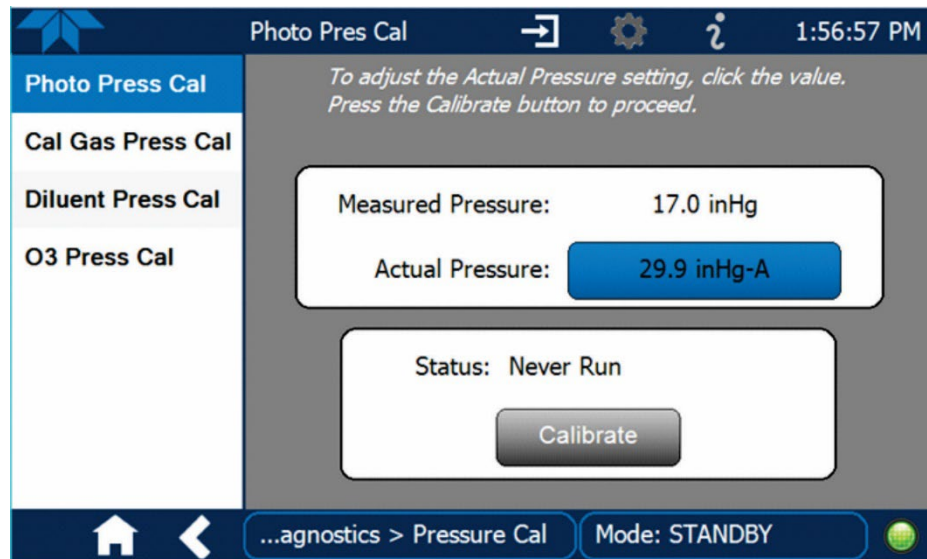 Photo Pres Cal
1:56:57 PM
Photo Press Cal
Cal Gas Press Cal
Diluent Press Cal
O3 Press Cal
To adjust the Actual Pressure setting, click the value.
Press the Calibrate button to proceed.
Measured Pressure: 17.0 inHg
Actual Pressure: 29.9 inHg-A
Status: Never Run
Calibrate
...agnostics > Pressure Cal
Mode: STANDBY